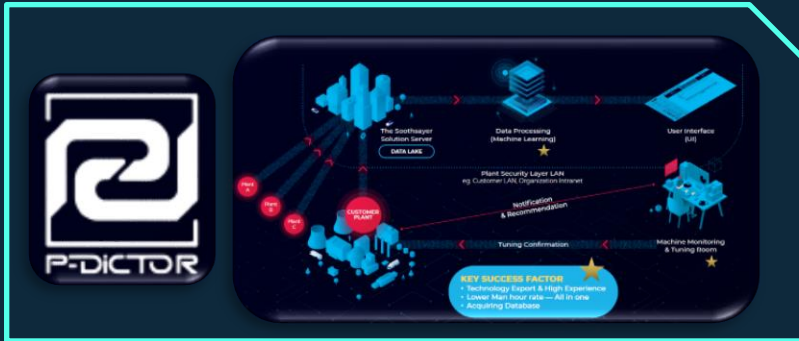 P-DiCTOR
The Soothsayer
Solution Server
DATA LAKE
Data Processing
(Machine Learning)
User Interface
(UI)
Plant Security Layer LAN
eg. Customer LAN, Organization Intranet
Plant
A
Plant
B
Plant
C
CUSTOMER
PLANT
Notification
& Recommendation
Tuning Confirmation
Machine Monitoring
& Tuning Room
KEY SUCCESS FACTOR
• Technology Expert & High Experience
• Lower Man hour rate — All in one
• Acquiring Database